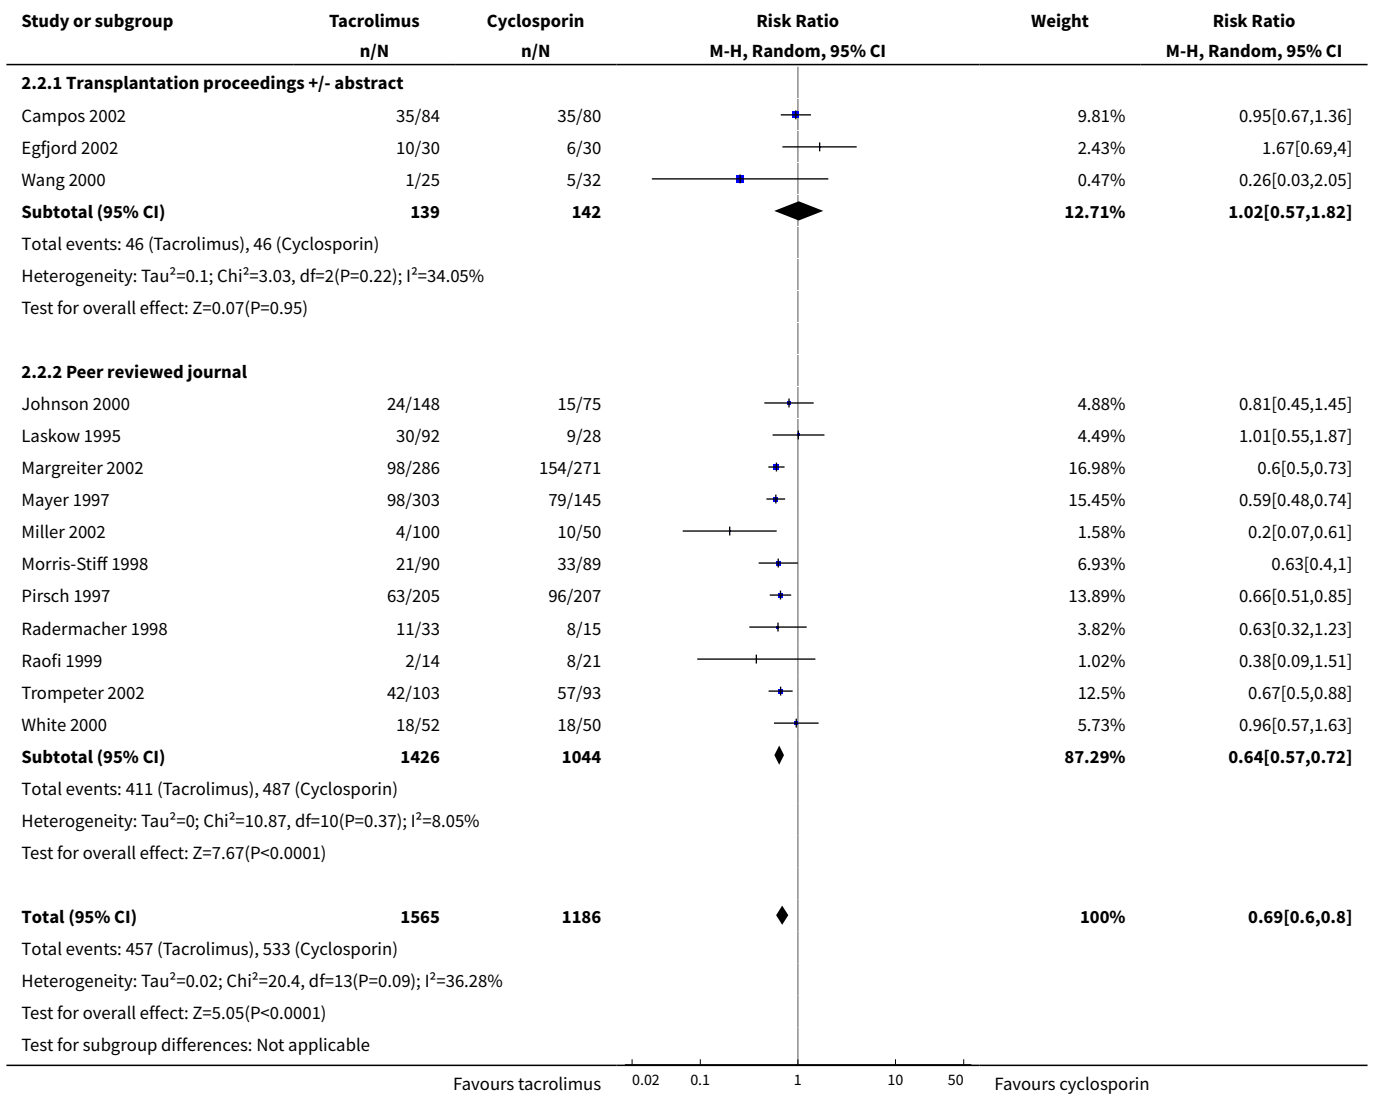 Study or subgroup Tacrolimus Cyclosporin Risk Ratio Weight Risk Ratio
n/N n/N M-H, Random, 95% CI M-H, Random, 95% CI
2.2.1 Transplantation proceedings +/- abstract
Campos 2002 35/84 35/80 9.81% 0.95[0.67,1.36]
Egfjord 2002 10/30 6/30 2.43% 1.67[0.69,4]
Wang 2000 1/25 5/32 0.47% 0.26[0.03,2.05]
Subtotal (95% CI) 139 142 12.71% 1.02[0.57,1.82]
Total events: 46 (Tacrolimus), 46 (Cyclosporin)
Heterogeneity: Tau²=0.1; Chi²=3.03, df=2(P=0.22); I²=34.05%
Test for overall effect: Z=0.07(P=0.95)
2.2.2 Peer reviewed journal
Johnson 2000 24/148 15/75 4.88% 0.81[0.45,1.45]
Laskow 1995 30/92 9/28 4.49% 1.01[0.55,1.87]
Margreiter 2002 98/286 154/271 16.98% 0.6[0.5,0.73]
Mayer 1997 98/303 79/145 15.45% 0.59[0.48,0.74]
Miller 2002 4/100 10/50 1.58% 0.2[0.07,0.61]
Morris-Stiff 1998 21/90 33/89 6.93% 0.63[0.4,1]
Pirsch 1997 63/205 96/207 13.89% 0.66[0.51,0.85]
Radermacher 1998 11/33 8/15 3.82% 0.63[0.32,1.23]
Raofi 1999 2/14 8/21 1.02% 0.38[0.09,1.51]
Trompeter 2002 42/103 57/93 12.5% 0.67[0.5,0.88]
White 2000 18/52 18/50 5.73% 0.96[0.57,1.63]
Subtotal (95% CI) 1426 1044 87.29% 0.64[0.57,0.72]
Total events: 411 (Tacrolimus), 487 (Cyclosporin)
Heterogeneity: Tau²=0; Chi²=10.87, df=10(P=0.37); I²=8.05%
Test for overall effect: Z=7.67(P<0.0001)
Total (95% CI) 1565 1186 100% 0.69[0.6,0.8]
Total events: 457 (Tacrolimus), 533 (Cyclosporin)
Heterogeneity: Tau²=0.02; Chi²=20.4, df=13(P=0.09); I²=36.28%
Test for overall effect: Z=5.05(P<0.0001)
Test for subgroup differences: Not applicable
Favours tacrolimus 0.02 0.1 1 10 50 Favours cyclosporin